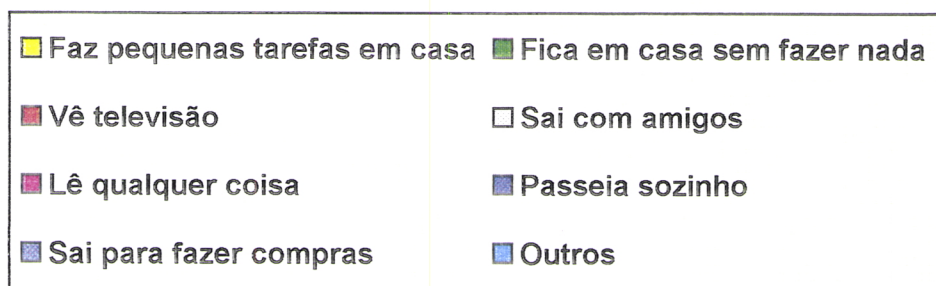 Faz pequenas tarefas em casa
Fica em casa sem fazer nada
Vê televisão
Sai com amigos
Lê qualquer coisa
Passeia sozinho
Sai para fazer compras
Outros